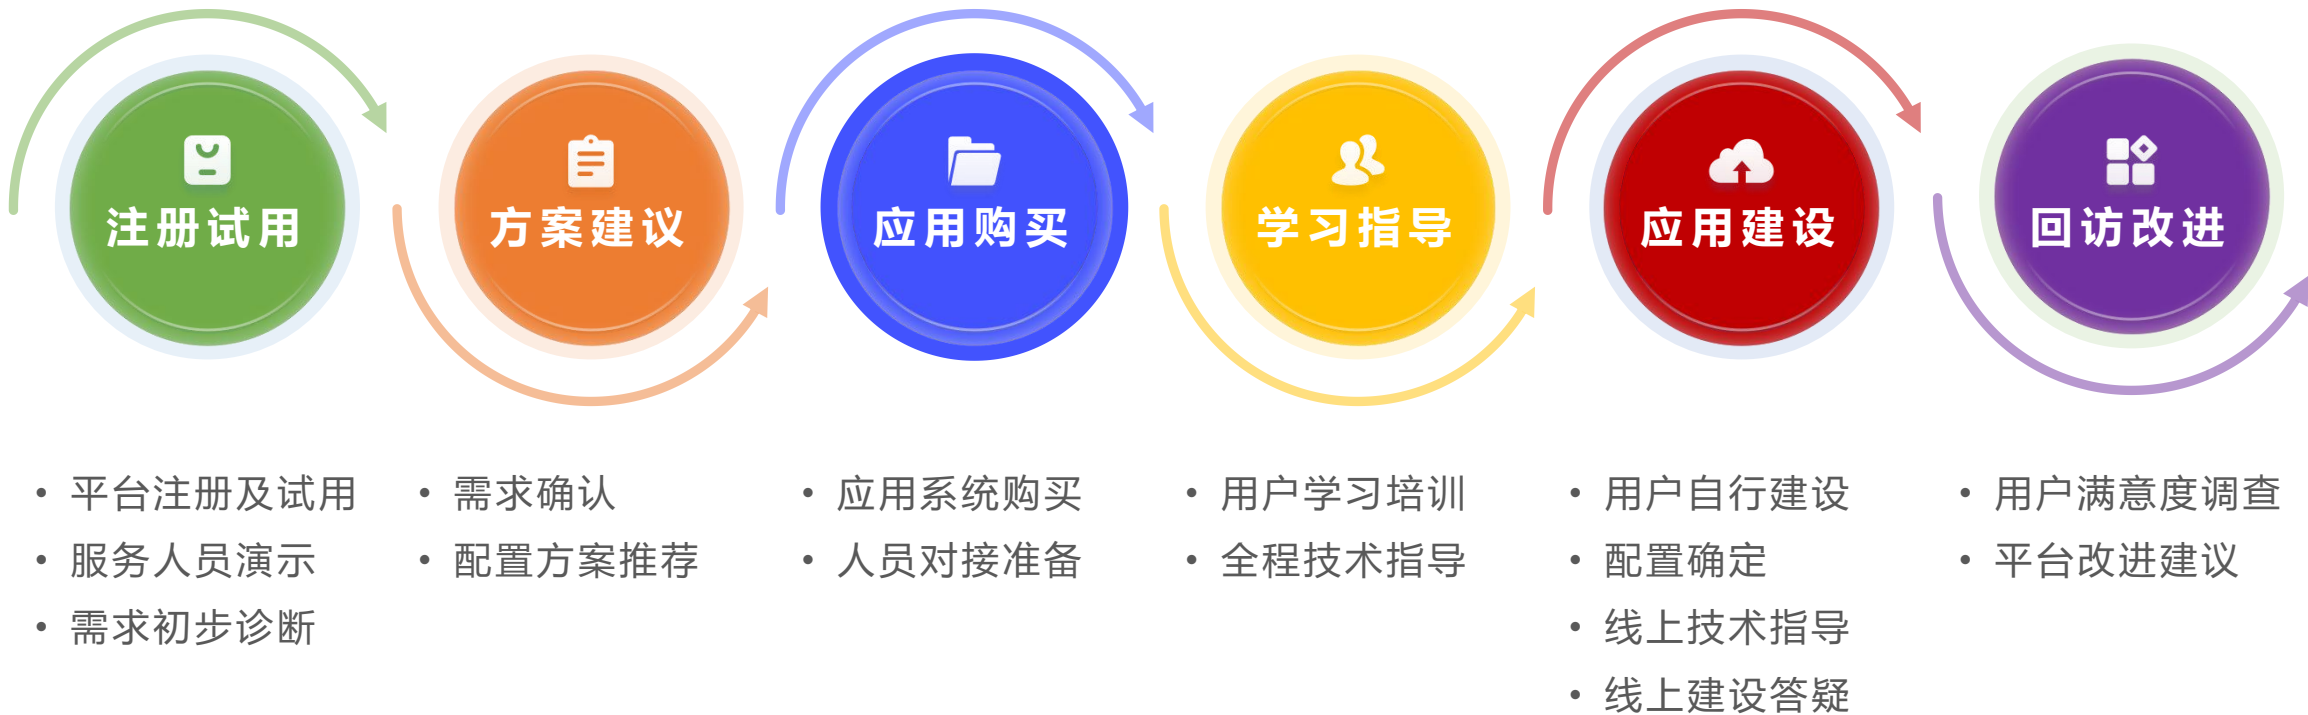 注册试用
方案建议
应用购买
学习指导
应用建设
回访改进
• 平台注册及试用
• 服务人员演示
• 需求初步诊断
• 需求确认
• 配置方案推荐
• 应用系统购买
• 人员对接准备
• 用户学习培训
• 全程技术指导
• 用户自行建设
• 配置确定
• 线上技术指导
• 线上建设答疑
• 用户满意度调查
• 平台改进建议